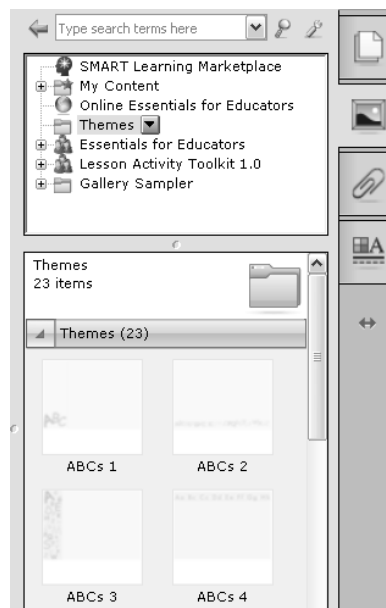 Type search terms here
SMART Learning Marketplace
My Content
Online Essentials for Educators
Themes
Essentials for Educators
Lesson Activity Toolkit 1.0
Gallery Sampler
Themes
23 items
Themes (23)
ABC
ABCs 1
ABCs 2
ABCs 3
ABCs 4